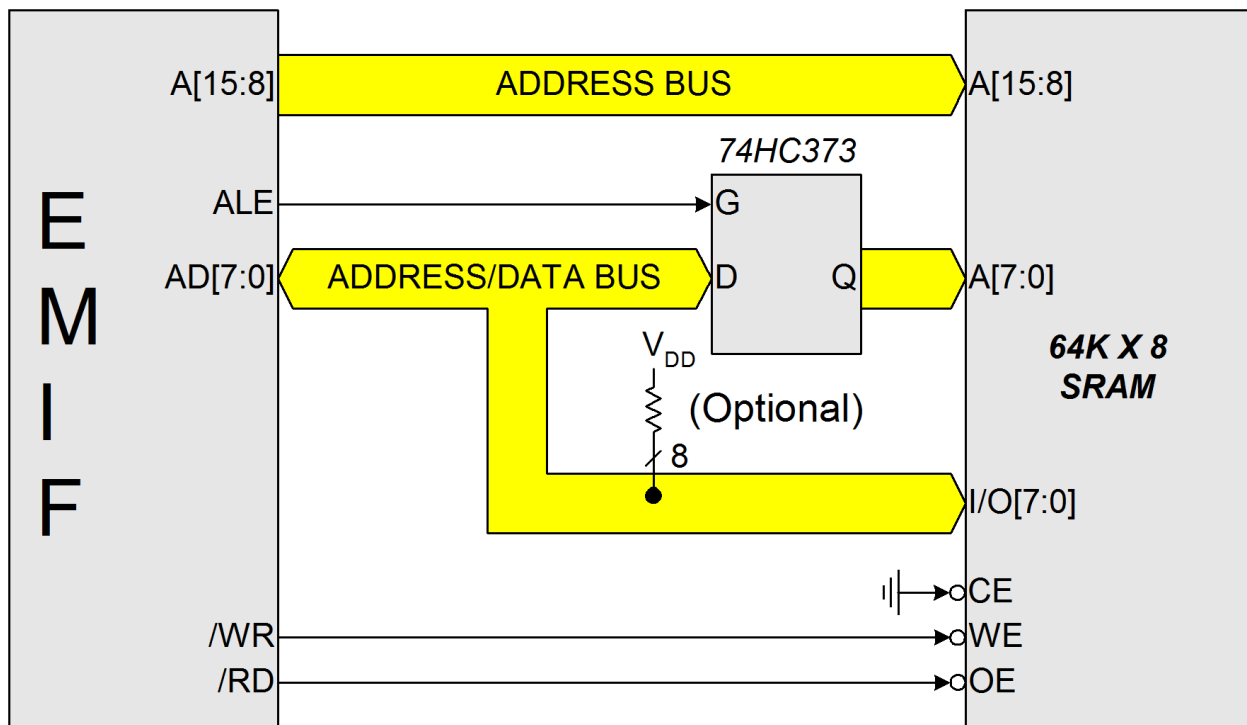 A[15:8]
ADDRESS BUS
A[15:8]
74HC373
ALE
G
AD[7:0]
ADDRESS/DATA BUS
D
Q
A[7:0]
E
M
I
F
VDD
(Optional)
8
64K X 8
SRAM
I/O[7:0]
CE
/WR
WE
/RD
OE